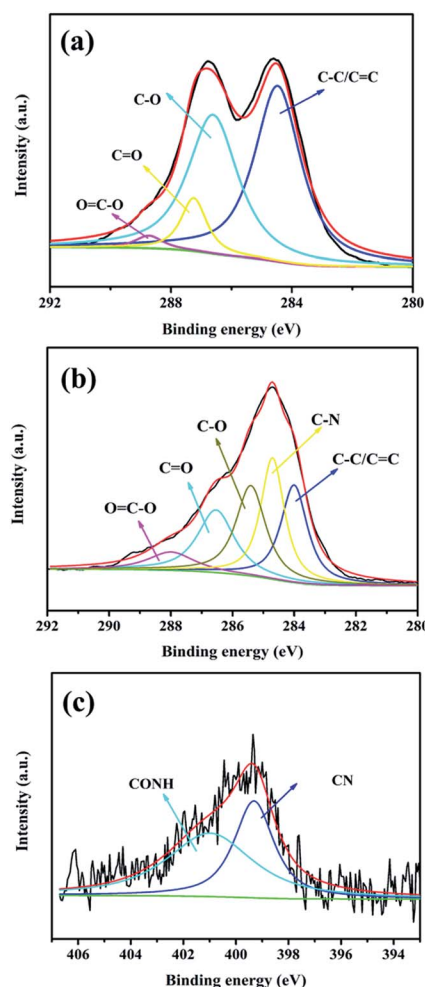 (a)
C-O
C-C/C=C
C=O
O=C-O
Intensity (a.u.)
292 288 284 280
Binding energy (eV)
(b)
C-O
C-N
C=O
C-C/C=C
O=C-O
Intensity (a.u.)
292 290 288 286 284 282 280
Binding energy (eV)
(c)
CONH
CN
Intensity (a.u.)
406 404 402 400 398 396 394
Binding energy (eV)